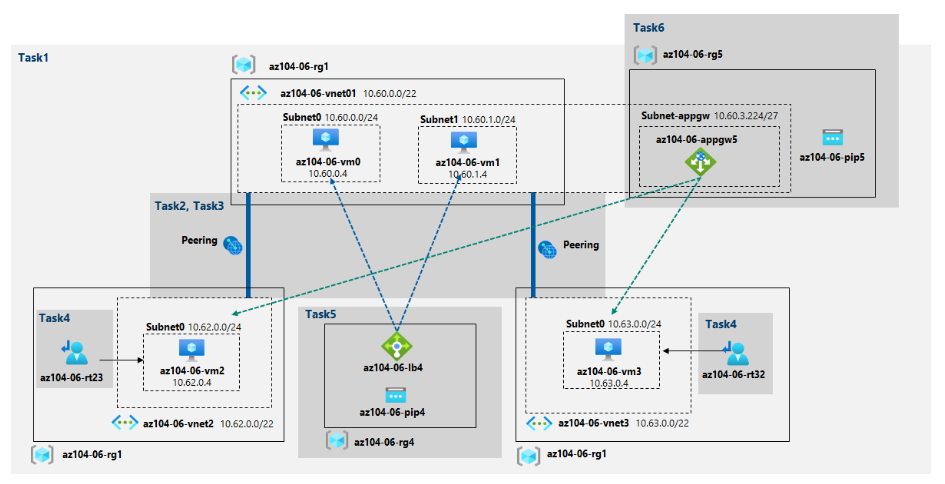 Task1
az104-06-rg1
az104-06-vnet01 10.60.0.0/22
Subnet0 10.60.0.0/24
az104-06-vm0
10.60.0.4
Subnet1 10.60.1.0/24
az104-06-vm1
10.60.1.4
Task6
az104-06-rg5
Subnet-appgw 10.60.3.224/27
az104-06-appgw5
az104-06-pip5
Task2, Task3
Peering
Peering
Task4
az104-06-rt23
Subnet0 10.62.0.0/24
az104-06-vm2
10.62.0.4
az104-06-vnet2 10.62.0.0/22
az104-06-rg1
Task5
az104-06-lb4
az104-06-pip4
az104-06-rg4
Subnet0 10.63.0.0/24
az104-06-vm3
10.63.0.4
Task4
az104-06-rt32
az104-06-vnet3 10.63.0.0/22
az104-06-rg1